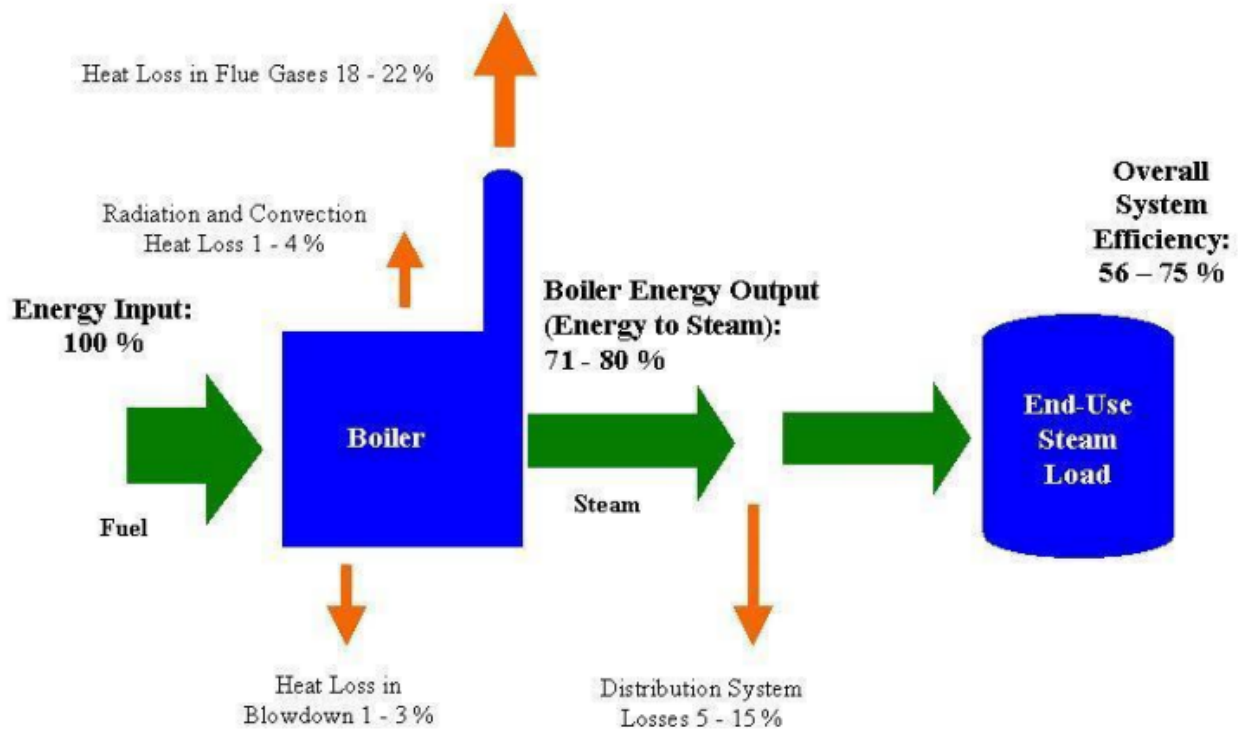 Heat Loss in Flue Gases 18 - 22 %
Radiation and Convection
Heat Loss 1 - 4 %
Overall
System
Efficiency:
56 – 75 %
Energy Input:
100 %
Boiler Energy Output
(Energy to Steam):
71 - 80 %
Boiler
End-Use
Steam
Load
Fuel
Steam
Heat Loss in
Blowdown 1 - 3 %
Distribution System
Losses 5 - 15 %